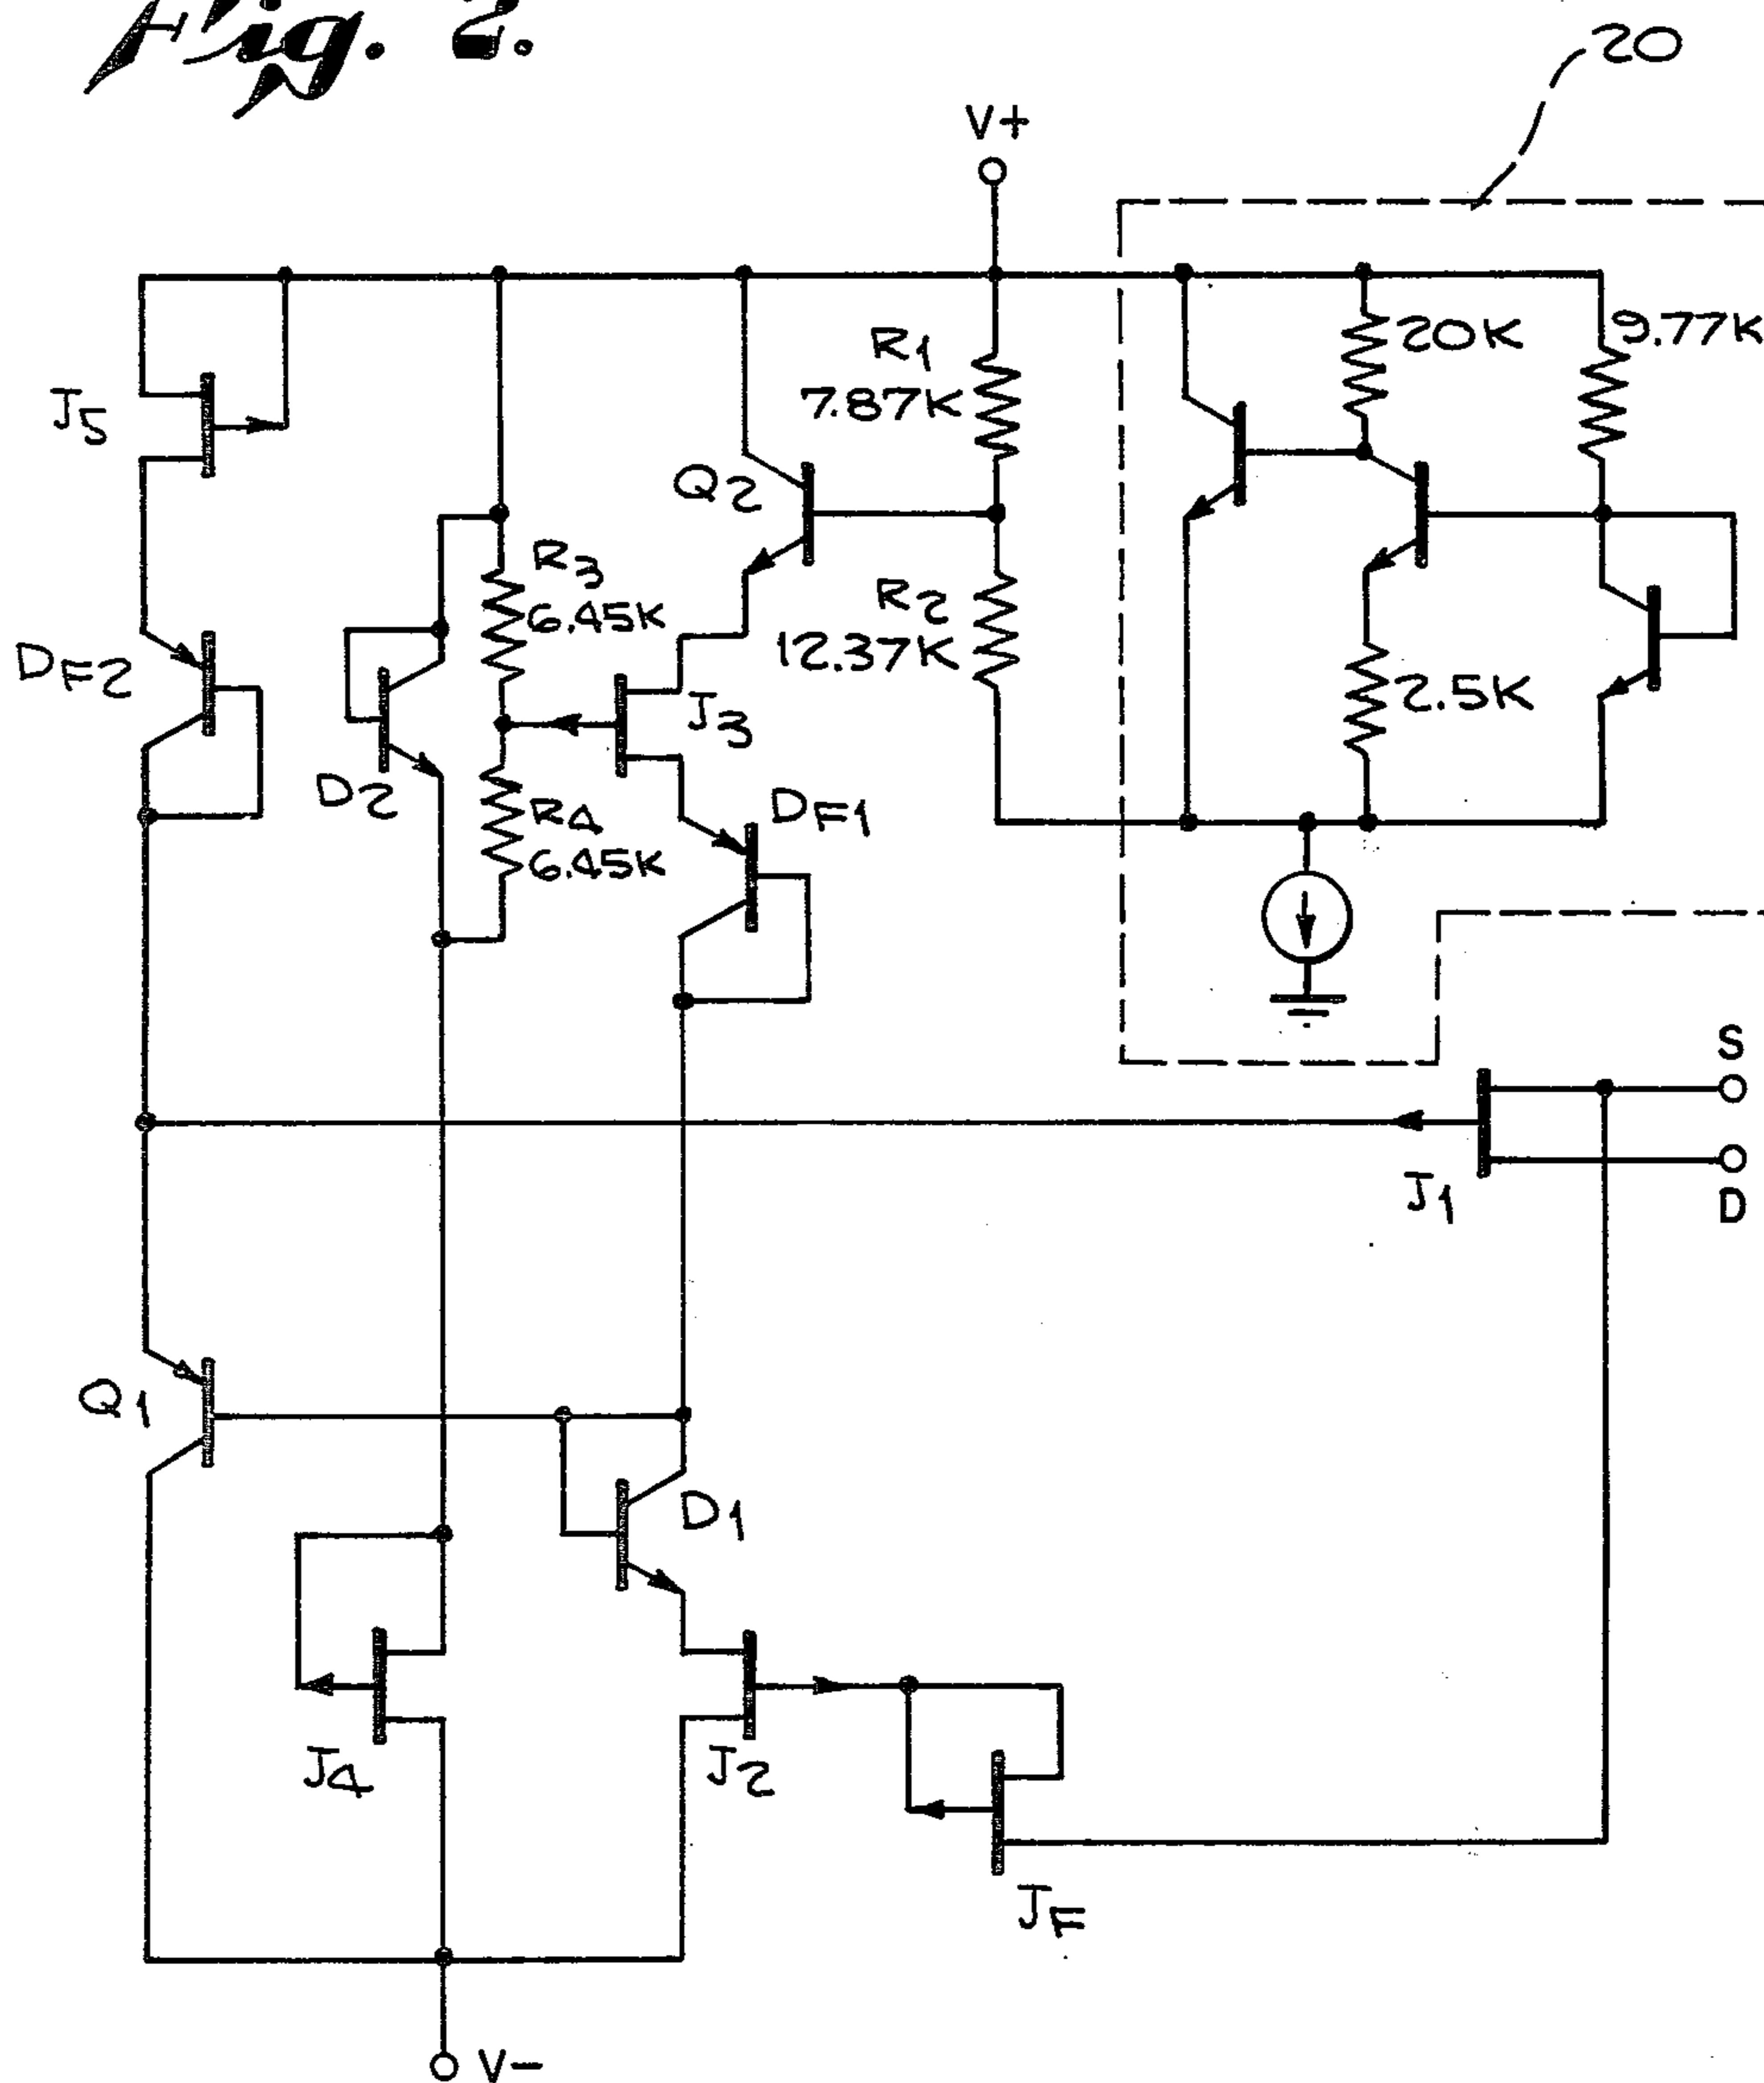 Fig. 2.
20
V+
J5
R1
7.87K
20K
9.77K
Q2
R3
6.45K
R2
12.37K
DF2
J3
2.5K
D2
R4
6.45K
DF1
S
J1
D
Q1
D1
J4
J2
JF
V-